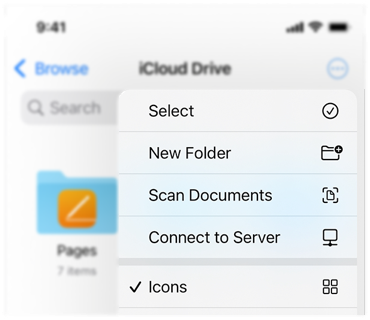 9:41
Browse
iCloud Drive
Search
Select
New Folder
Scan Documents
Connect to Server
Pages
7 items
Icons